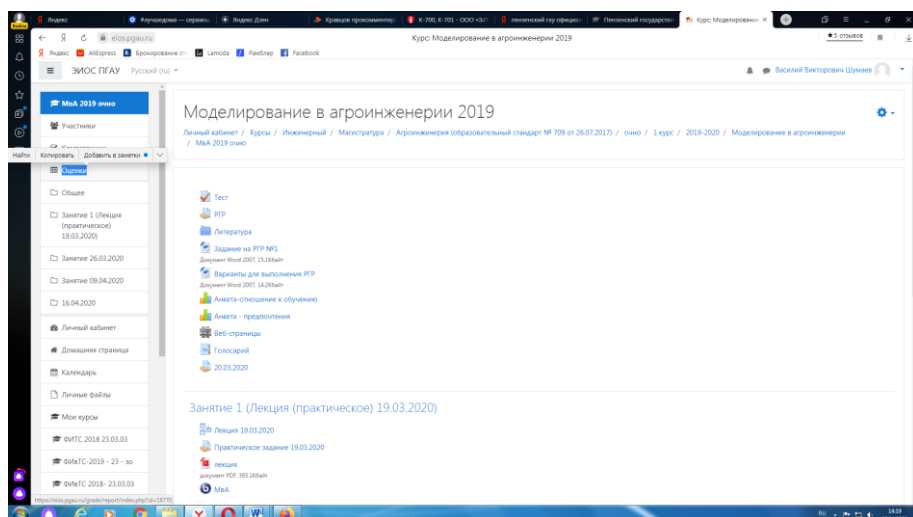 Яндекс
Яндекс Дзен
Кравцов прокомментир
К-700, К-701 - ООО
пензенский гау официал
Пензенский государствен
Курс: Моделирование
eios.pgau.ru
Курс: Моделирование в агроинженерии 2019
★5 отзывов
Яндекс
AliExpress
Бронирование
Lamoda
Рамблер
Facebook
ЭИОС ПГАУ
Русский (ru)
Василий Викторович Шумаев
МвА 2019 очно
Участники
Найти
Копировать
Добавить в заметки
Оценки
Общее
Занятие 1 (Лекция
(практическое)
19.03.2020)
Занятие 26.03.2020
Занятие 09.04.2020
16.04.2020
Личный кабинет
Домашняя страница
Календарь
Личные файлы
Мои курсы
ФИТС 2018 23.03.03
ФИвТС-2019 - 23 - зо
ФИвТС 2018- 23.03.03
Моделирование в агроинженерии 2019
Личный кабинет / Курсы / Инженерный / Магистратура / Агроинженерия (образовательный стандарт № 709 от 26.07.2017) / очно / 1 курс / 2019-2020 / Моделирование в агроинженерии
/ МвА 2019 очно
Тест
РГР
Литература
Задание на РГР №1
Документ Word 2007, 15.1Кбайт
Варианты для выполнения РГР
Документ Word 2007, 14.2Кбайт
Анкета-отношение к обучению
Анкета - предпочтения
Веб-страницы
Голосарий
20.03.2020
Занятие 1 (Лекция (практическое) 19.03.2020)
Лекция 19.03.2020
Практическое задание 19.03.2020
лекция
документ PDF, 365.1Кбайт
МвА
https://eios.pgau.ru/grade/report/index.php?id=18770
RU
14:19